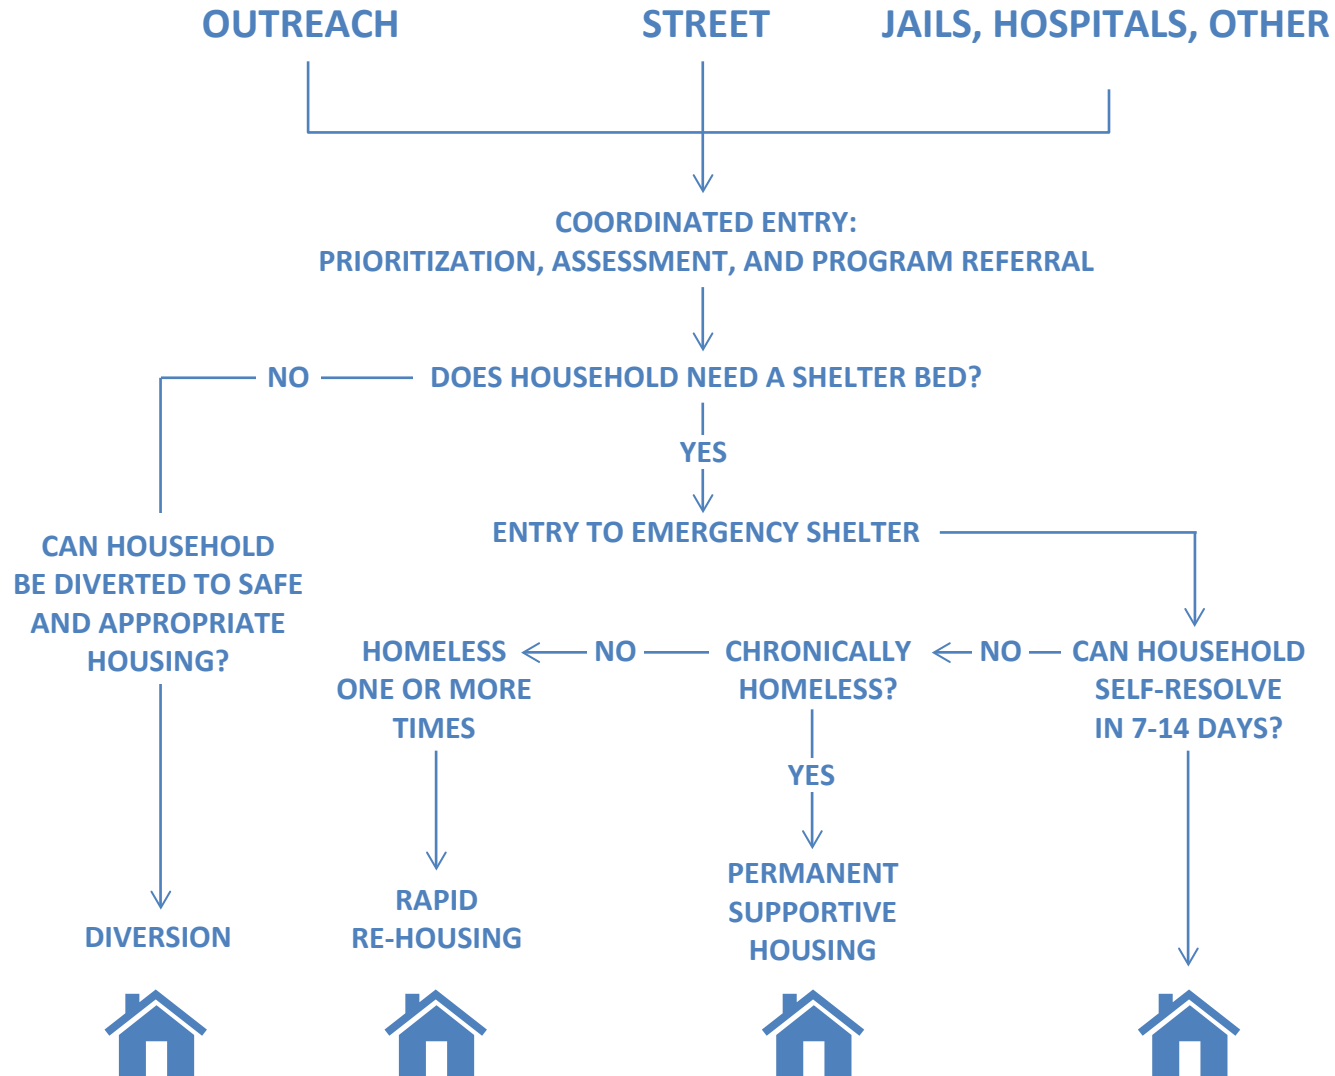 OUTREACH
STREET
JAILS, HOSPITALS, OTHER
COORDINATED ENTRY:
PRIORITIZATION, ASSESSMENT, AND PROGRAM REFERRAL
NO
DOES HOUSEHOLD NEED A SHELTER BED?
YES
ENTRY TO EMERGENCY SHELTER
CAN HOUSEHOLD
BE DIVERTED TO SAFE
AND APPROPRIATE
HOUSING?
HOMELESS
ONE OR MORE
TIMES
NO
CHRONICALLY
HOMELESS?
NO
CAN HOUSEHOLD
SELF-RESOLVE
IN 7-14 DAYS?
YES
DIVERSION
RAPID
RE-HOUSING
PERMANENT
SUPPORTIVE
HOUSING